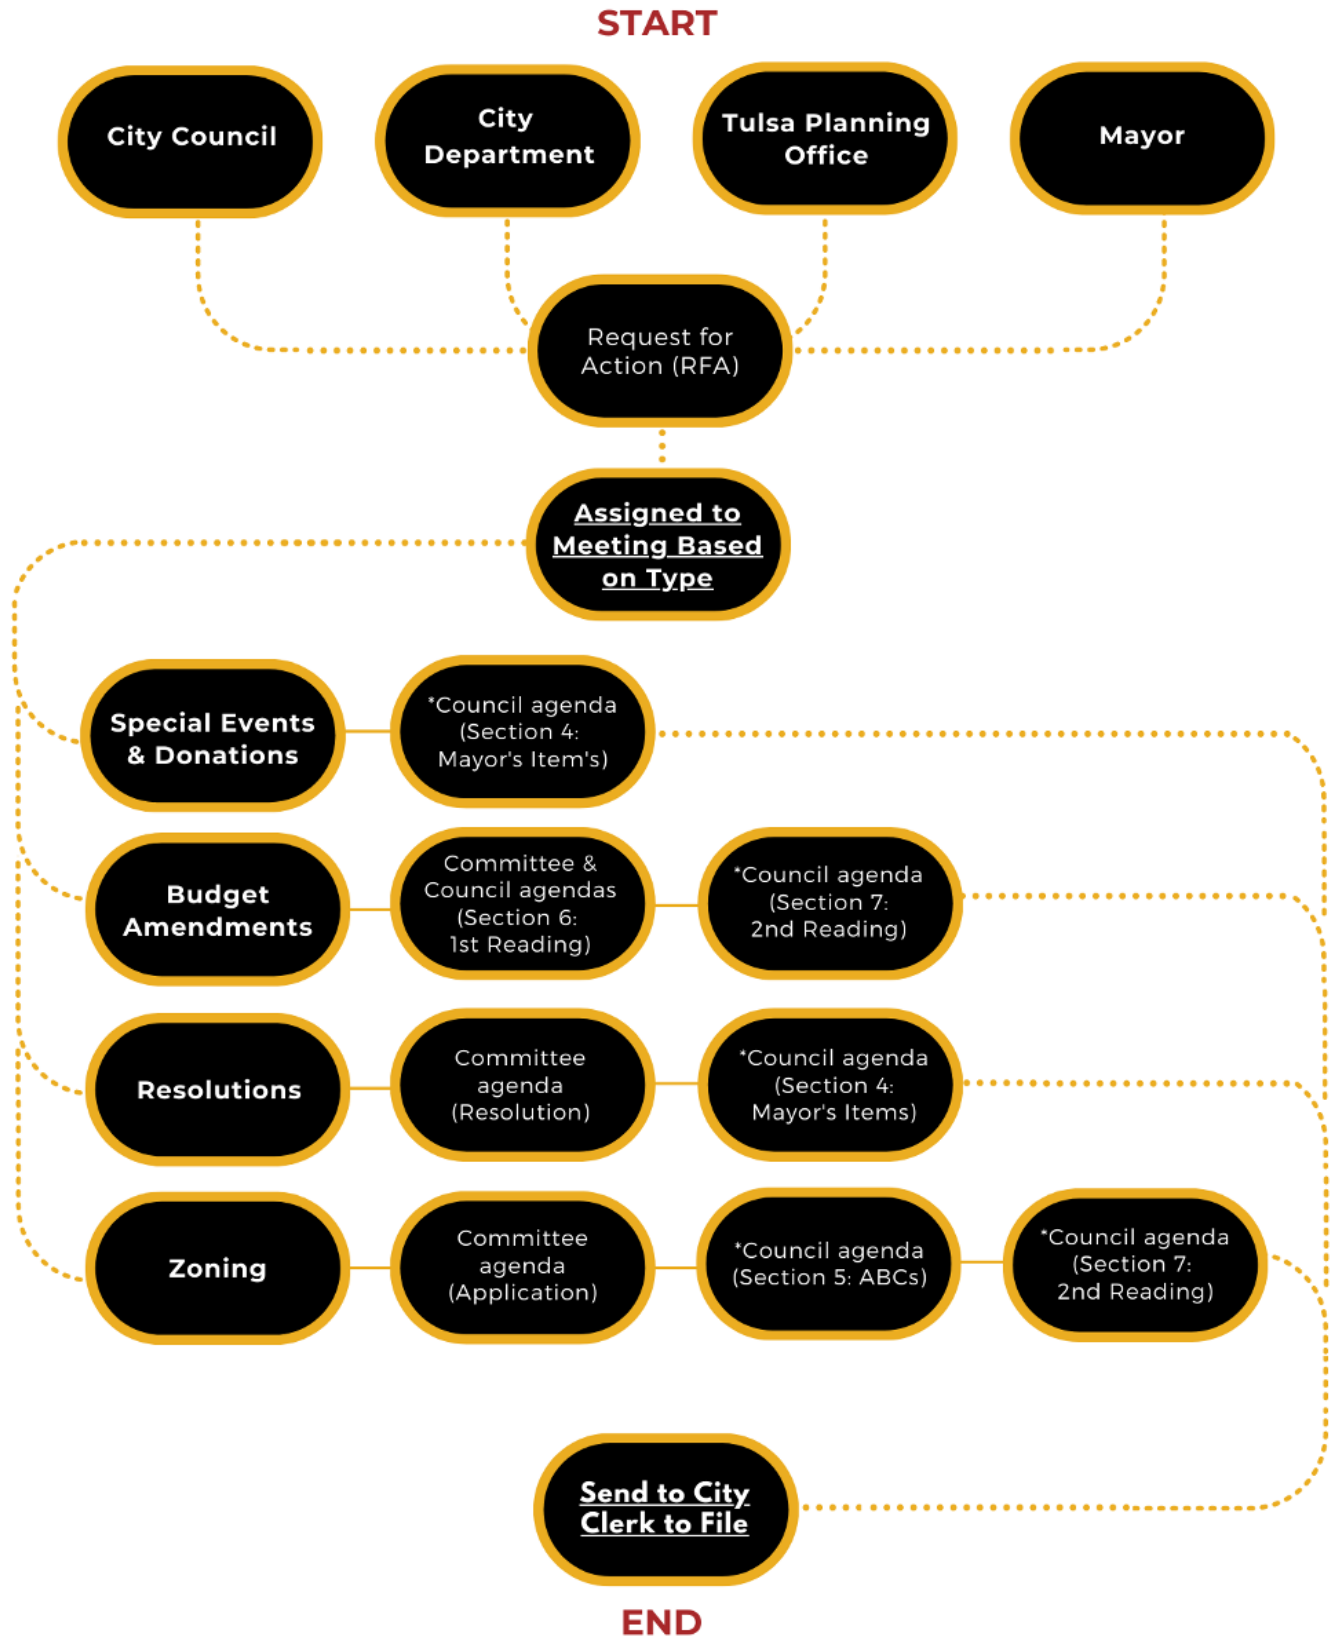 START
City Council
City
Department
Tulsa Planning
Office
Mayor
Request for
Action (RFA)
Assigned to
Meeting Based
on Type
Special Events
& Donations
*Council agenda
(Section 4:
Mayor's Item's)
Budget
Amendments
Committee &
Council agendas
(Section 6:
1st Reading)
*Council agenda
(Section 7:
2nd Reading)
Resolutions
Committee
agenda
(Resolution)
*Council agenda
(Section 4:
Mayor's Items)
Zoning
Committee
agenda
(Application)
*Council agenda
(Section 5: ABCs)
*Council agenda
(Section 7:
2nd Reading)
Send to City
Clerk to File
END